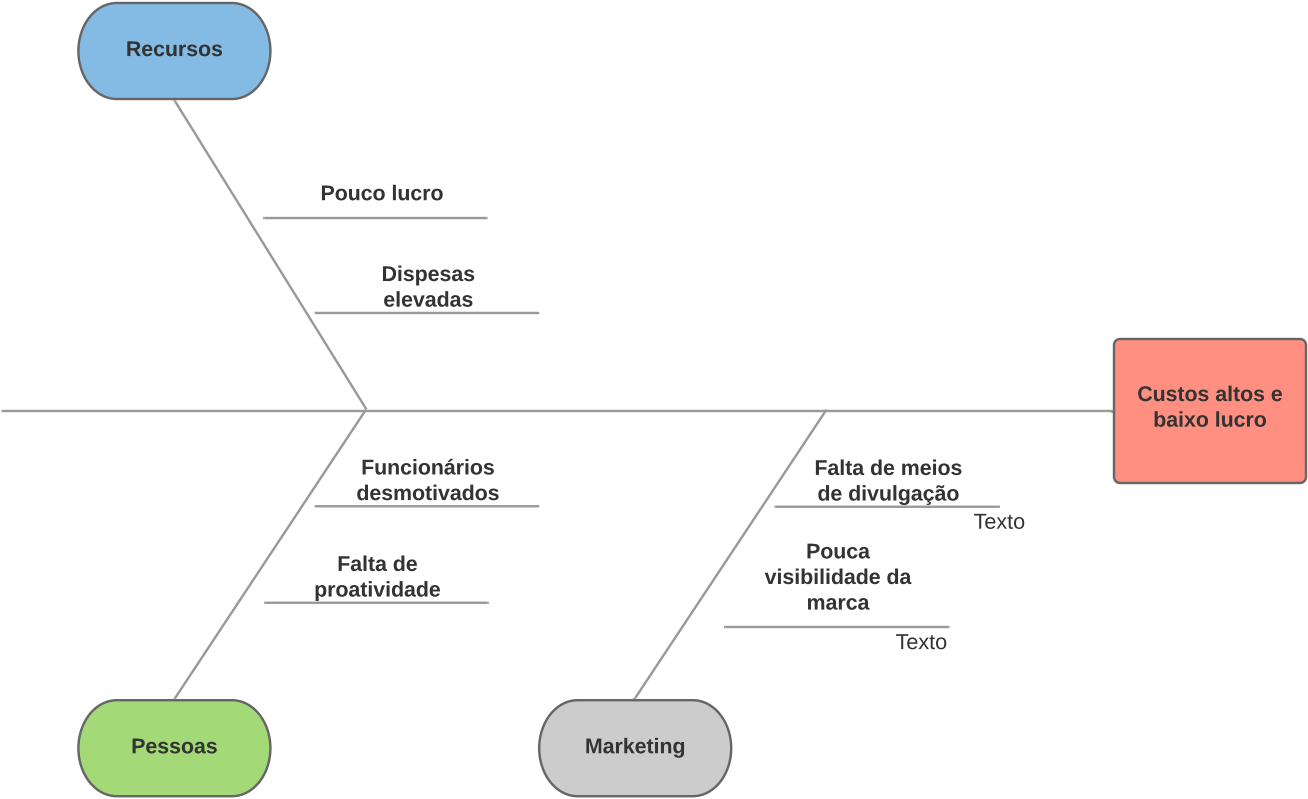 Recursos
Pouco lucro
Dispesas
elevadas
Custos altos e
baixo lucro
Funcionários
desmotivados
Falta de
proatividade
Falta de meios
de divulgação
Texto
Pouca
visibilidade da
marca
Texto
Pessoas
Marketing